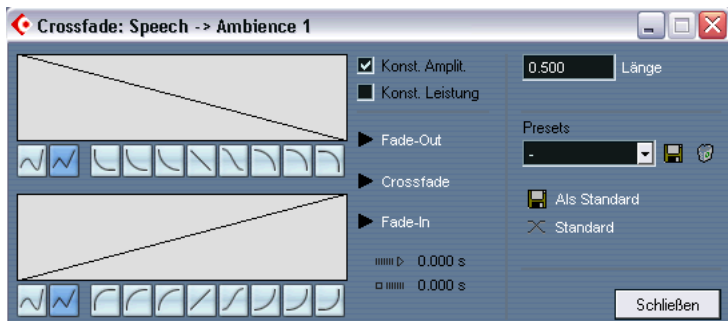 Crossfade: Speech -> Ambience 1
Konst. Amplit.
Konst. Leistung
0.500 Länge
Fade-Out
Crossfade
Fade-In
0.000 s
0.000 s
Presets
-
Als Standard
Standard
Schließen